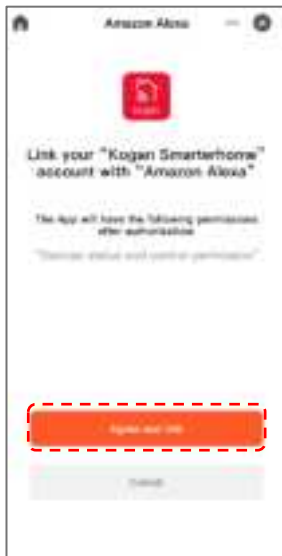 Amazon Alexa
Link your "Kogan Smarterhome"
account with "Amazon Alexa"
The App will have the following permissions
after authorization
"Devices status and control permission"
Agree and link
Cancel